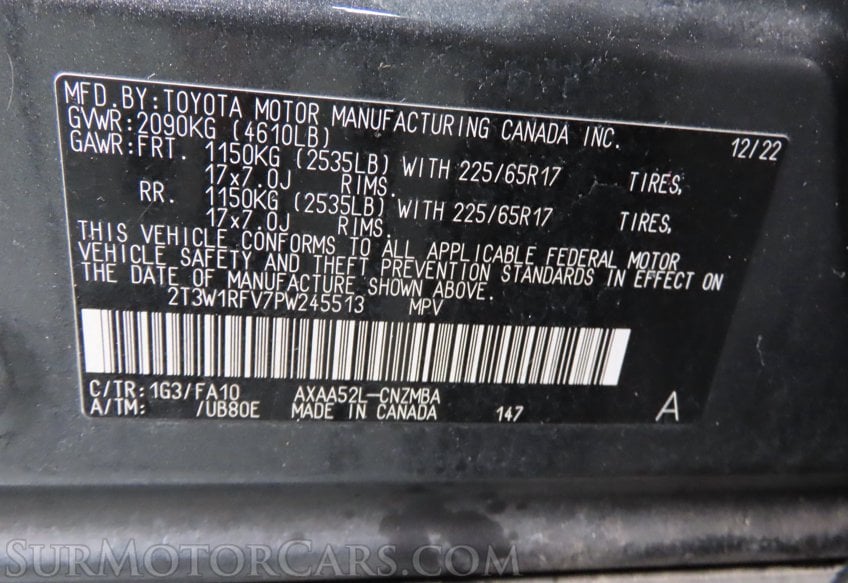 MFD.BY:TOYOTA MOTOR MANUFACTURING CANADA INC.
GVWR:2090KG (4610LB) 12/22
GAWR:FRT. 1150KG (2535LB) WITH 225/65R17 TIRES,
17x7.0J RIMS.
RR. 1150KG (2535LB) WITH 225/65R17 TIRES,
17x7.0J RIMS.
THIS VEHICLE CONFORMS TO ALL APPLICABLE FEDERAL MOTOR
VEHICLE SAFETY AND THEFT PREVENTION STANDARDS IN EFFECT ON
THE DATE OF MANUFACTURE SHOWN ABOVE.
2T3W1RFV7PW245513 MPV
C/TR:1G3/FA10 AXAA52L-CNZMBA
A/TM: /UB80E MADE IN CANADA 147 A
SURMOTORCARS.COM